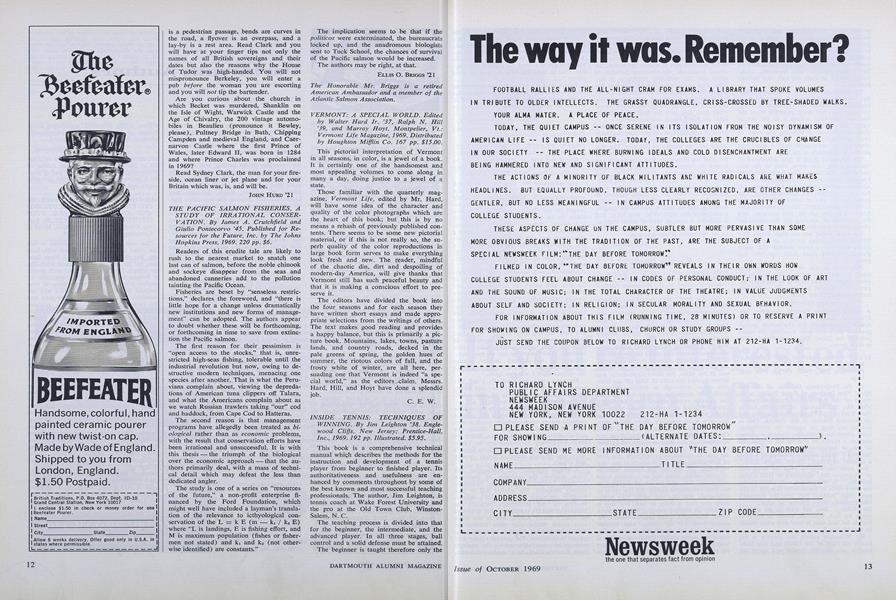 The
Beefeater®
Pourer
IMPORTED
FROM ENGLAND
BEEFEATER
Handsome, colorful, hand
painted ceramic pourer
with new twist-on cap.
Made by Wade of England.
Shipped to you from
London, England.
$1.50 Postpaid.
British Traditions, P.O. Box 6072, Dept. ID-10
Grand Central Station, New York 10017
I enclose $1.50 in check or money order for one
Beefeater Pourer.
Name
Street
City State Zip
Allow 6 weeks delivery. Offer good only in U.S.A. in
states where permissible.
12
is a pedestrian passage, bends are curves in
the road, a flyover is an overpass, and a
lay-by is a rest area. Read Clark and you
will have at your finger tips not only the
names of all British sovereigns and their
dates but also the reasons why the House
of Tudor was high-handed. You will not
mispronounce Berkeley, you will enter a
pub before the woman you are escorting
and you will not tip the bartender.
Are you curious about the church in
which Becket was murdered, Shanklin on
the Isle of Wight, Warwick Castle and the
Age of Chivalry, the 200 vintage automo-
biles in Beaulieu (pronounce it Bewley,
please), Pultney Bridge in Bath, Chipping
Campden and medieval England, and Caer-
narvon Castle where the first Prince of
Wales, later Edward II, was born in 1284
and where Prince Charles was proclaimed
in 1969?
Read Sydney Clark, the man for your fire-
side, ocean liner or jet plane and for your
Britain which was, is, and will be.
JOHN HURD '21
THE PACIFIC SALMON FISHERIES, A
STUDY OF IRRATIONAL CONSER-
VATION. By James A. Crutchfield and
Giulio Pontecorvo '45. Published for Re-
sources for the Future, Inc. by The Johns
Hopkins Press, 1969. 220 pp. $6.
Readers of this erudite tale are likely to
rush to the nearest market to snatch one
last can of salmon, before the noble chinook
and sockeye disappear from the seas and
abandoned canneries add to the pollution
tainting the Pacific Ocean.
Fisheries are beset by "senseless restric-
tions," declares the foreword, and "there is
little hope for a change unless dramatically
new institutions and new forms of manage-
ment" can be adopted. The authors appear
to doubt whether these will be forthcoming,
or forthcoming in time to save from extinc-
tion the Pacific salmon.
The first reason for their pessimism is
"open access to the stocks," that is, unre-
stricted high-seas fishing, tolerable until the
industrial revolution but now, owing to de-
structive modern techniques, menacing one
species after another. That is what the Peru-
vians complain about, viewing the depreda-
tions of American tuna clippers off Talara,
and what the Americans complain about as
we watch Russian trawlers taking "our" cod
and haddock, from Cape Cod to Hatteras.
The second reason is that management
programs have allegedly been treated as bi-
ological rather than as economic problems,
with the result that conservation efforts have
been irrational and unsuccessful. It is with
this thesis — the triumph of the biological
over the economic approach — that the au-
thors primarily deal, with a mass of techni-
cal detail which may defeat the less than
dedicated angler.
The study is one of a series on "resources
of the future," a non-profit enterprise fi-
nanced by the Ford Foundation, which
might well have included a layman's transla-
tion of the relevance to icthyological con-
servation of the
where "L is landings, E is fishing effort, and
M is maximum population (fishes or fisher-
men not stated) and k₁ and k₂ (not other-
wise identified) are constants."
The implication seems to be that if the
politicos were exterminated, the bureaucrats
locked up, and the anadromous biologists
sent to Tuck School, the chances of survival
of the Pacific salmon would be increased.
The authors may be right, at that.
ELLIS O. BRIGGS '21
The Honorable Mr. Briggs is a retired
American Ambassador and a member of the
Atlantic Salmon Association.
VERMONT: A SPECIAL WORLD. Edited
by Walter Hard Jr. '37, Ralph N. Hill
'39, and Murray Hoyt. Montpelier, Vt.:
Vermont Life Magazine, 1969. Distributed
by Houghton Mifflin Co. 167 pp. $15.00.
This pictorial interpretation of Vermont
in all seasons, in color, is a jewel of a book.
It is certainly one of the handsomest and
most appealing volumes to come along in
many a day, doing justice to a jewel of a
state.
Those familiar with the quarterly mag-
azine, Vermont Life, edited by Mr. Hard,
will have some idea of the character and
quality of the color photographs which are
the heart of this book; but this is by no
means a rehash of previously published con-
tents. There seems to be some new pictorial
material, or if this is not really so, the su-
perb quality of the color reproductions in
large book form serves to make everything
look fresh and new. The reader, mindful
of the chaotic din, dirt and despoiling of
modern-day America, will give thanks that
Vermont still has such peaceful beauty and
that it is making a conscious effort to pre-
serve it.
The editors have divided the book into
the four seasons and for each season they
have written short essays and made appro-
priate selections from the writings of others.
The text makes good reading and provides
a happy balance, but this is primarily a pic-
ture book. Mountains, lakes, towns, pasture
lands, and country roads, decked in the
pale greens of spring, the golden hues of
summer, the riotous colors of fall, and the
frosty white of winter, are all here, per-
suading one that Vermont is indeed "a spe-
cial world," as the editors claim. Messrs.
Hard, Hill, and Hoyt have done a splendid
job.
C. E. W.
INSIDE TENNIS: TECHNIQUES OF
WINNING. By Jim Leighton '38. Engle-
wood Cliffs, New Jersey: Prentice-Hall,
Inc., 1969. 192 pp. Illustrated. $5.95.
This book is a comprehensive technical
manual which describes the methods for the
instruction and development of a tennis
player from beginner to finished player. Its
authoritativeness and usefulness are en-
hanced by comments throughout by some of
the best known and most successful teaching
professionals. The author, Jim Leighton, is
tennis coach at Wake Forest University and
the pro at the Old Town Club, Winston-
Salem, N. C.
The teaching process is divided into that
for the beginner, the intermediate, and the
advanced player. In all three stages, ball
control and a solid defense must be attained.
The beginner is taught therefore only the
DARTMOUTH ALUMNI MAGAZINE
The way it was. Remember?
FOOTBALL RALLIES AND THE ALL-NIGHT CRAM FOR EXAMS. A LIBRARY THAT SPOKE VOLUMES
IN TRIBUTE TO OLDER INTELLECTS. THE GRASSY QUADRANGLE, CRISS-CROSSED BY TREE-SHADED WALKS.
YOUR ALMA MATER. A PLACE OF PEACE.
TODAY, THE QUIET CAMPUS -- ONCE SERENE IN ITS ISOLATION FROM THE NOISY DYNAMISM OF
AMERICAN LIFE -- IS QUIET NO LONGER. TODAY, THE COLLEGES ARE THE CRUCIBLES OF CHANGE
IN OUR SOCIETY -- THE PLACE WHERE BURNING IDEALS AND COLD DISENCHANTMENT ARE
BEING HAMMERED INTO NEW AND SIGNIFICANT ATTITUDES.
THE ACTIONS OF A MINORITY OF BLACK MILITANTS AND WHITE RADICALS ARE WHAT MAKES
HEADLINES. BUT EQUALLY PROFOUND, THOUGH LESS CLEARLY RECOGNIZED, ARE OTHER CHANGES --
GENTLER, BUT NO LESS MEANINGFUL -- IN CAMPUS ATTITUDES AMONG THE MAJORITY OF
COLLEGE STUDENTS.
THESE ASPECTS OF CHANGE ON THE CAMPUS, SUBTLER BUT MORE PERVASIVE THAN SOME
MORE OBVIOUS BREAKS WITH THE TRADITION OF THE PAST, ARE THE SUBJECT OF A
SPECIAL NEWSWEEK FILM: "THE DAY BEFORE TOMORROW."
FILMED IN COLOR, "THE DAY BEFORE TOMORROW" REVEALS IN THEIR OWN WORDS HOW
COLLEGE STUDENTS FEEL ABOUT CHANGE -- IN CODES OF PERSONAL CONDUCT; IN THE LOOK OF ART
AND THE SOUND OF MUSIC; IN THE TOTAL CHARACTER OF THE THEATRE; IN VALUE JUDGMENTS
ABOUT SELF AND SOCIETY; IN RELIGION; IN SECULAR MORALITY AND SEXUAL BEHAVIOR.
FOR INFORMATION ABOUT THIS FILM (RUNNING TIME, 28 MINUTES) OR TO RESERVE A PRINT
FOR SHOWING ON CAMPUS, TO ALUMNI CLUBS, CHURCH OR STUDY GROUPS --
JUST SEND THE COUPON BELOW TO RICHARD LYNCH OR PHONE HIM AT 212-HA 1-1234.
TO RICHARD LYNCH
PUBLIC AFFAIRS DEPARTMENT
NEWSWEEK
444 MADISON AVENUE
NEW YORK, NEW YORK 10022 212-HA 1-1234
PLEASE SEND A PRINT OF "THE DAY BEFORE TOMORROW"
FOR SHOWING (ALTERNATE DATES: , ).
PLEASE SEND ME MORE INFORMATION ABOUT "THE DAY BEFORE TOMORROW"
NAME TITLE
COMPANY
ADDRESS
CITY STATE ZIP CODE
Newsweek
the one that separates fact from opinion
Issue of OCTOBER 1969
13